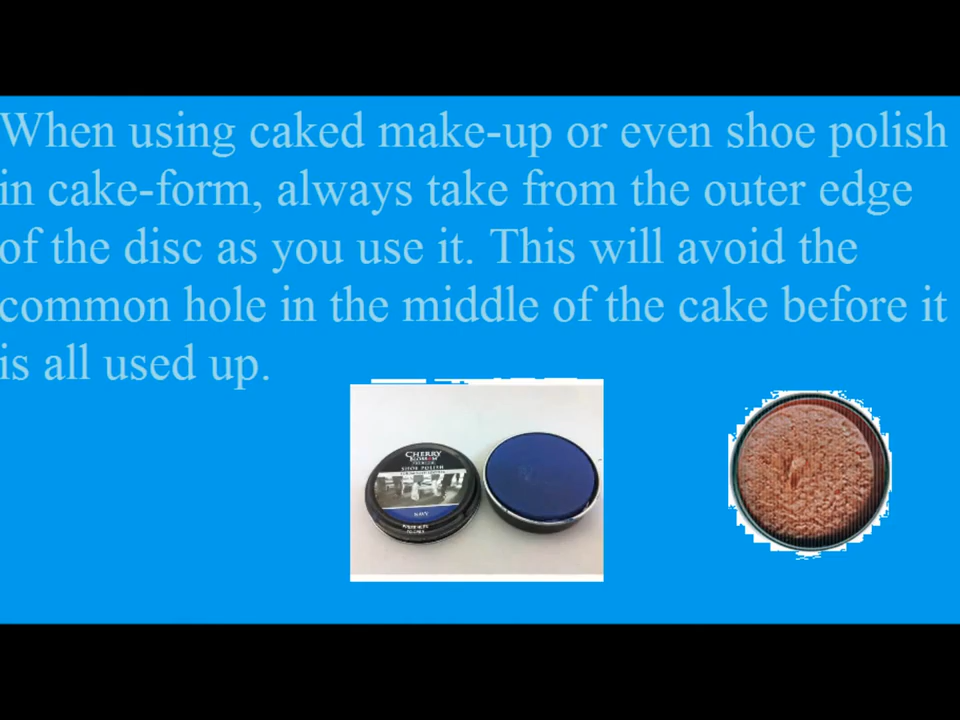 When using caked make-up or even shoe polish
in cake-form, always take from the outer edge
of the disc as you use it. This will avoid the
common hole in the middle of the cake before it
is all used up.
CHERRY
BLOSSOM
SHOE POLISH
NAVY